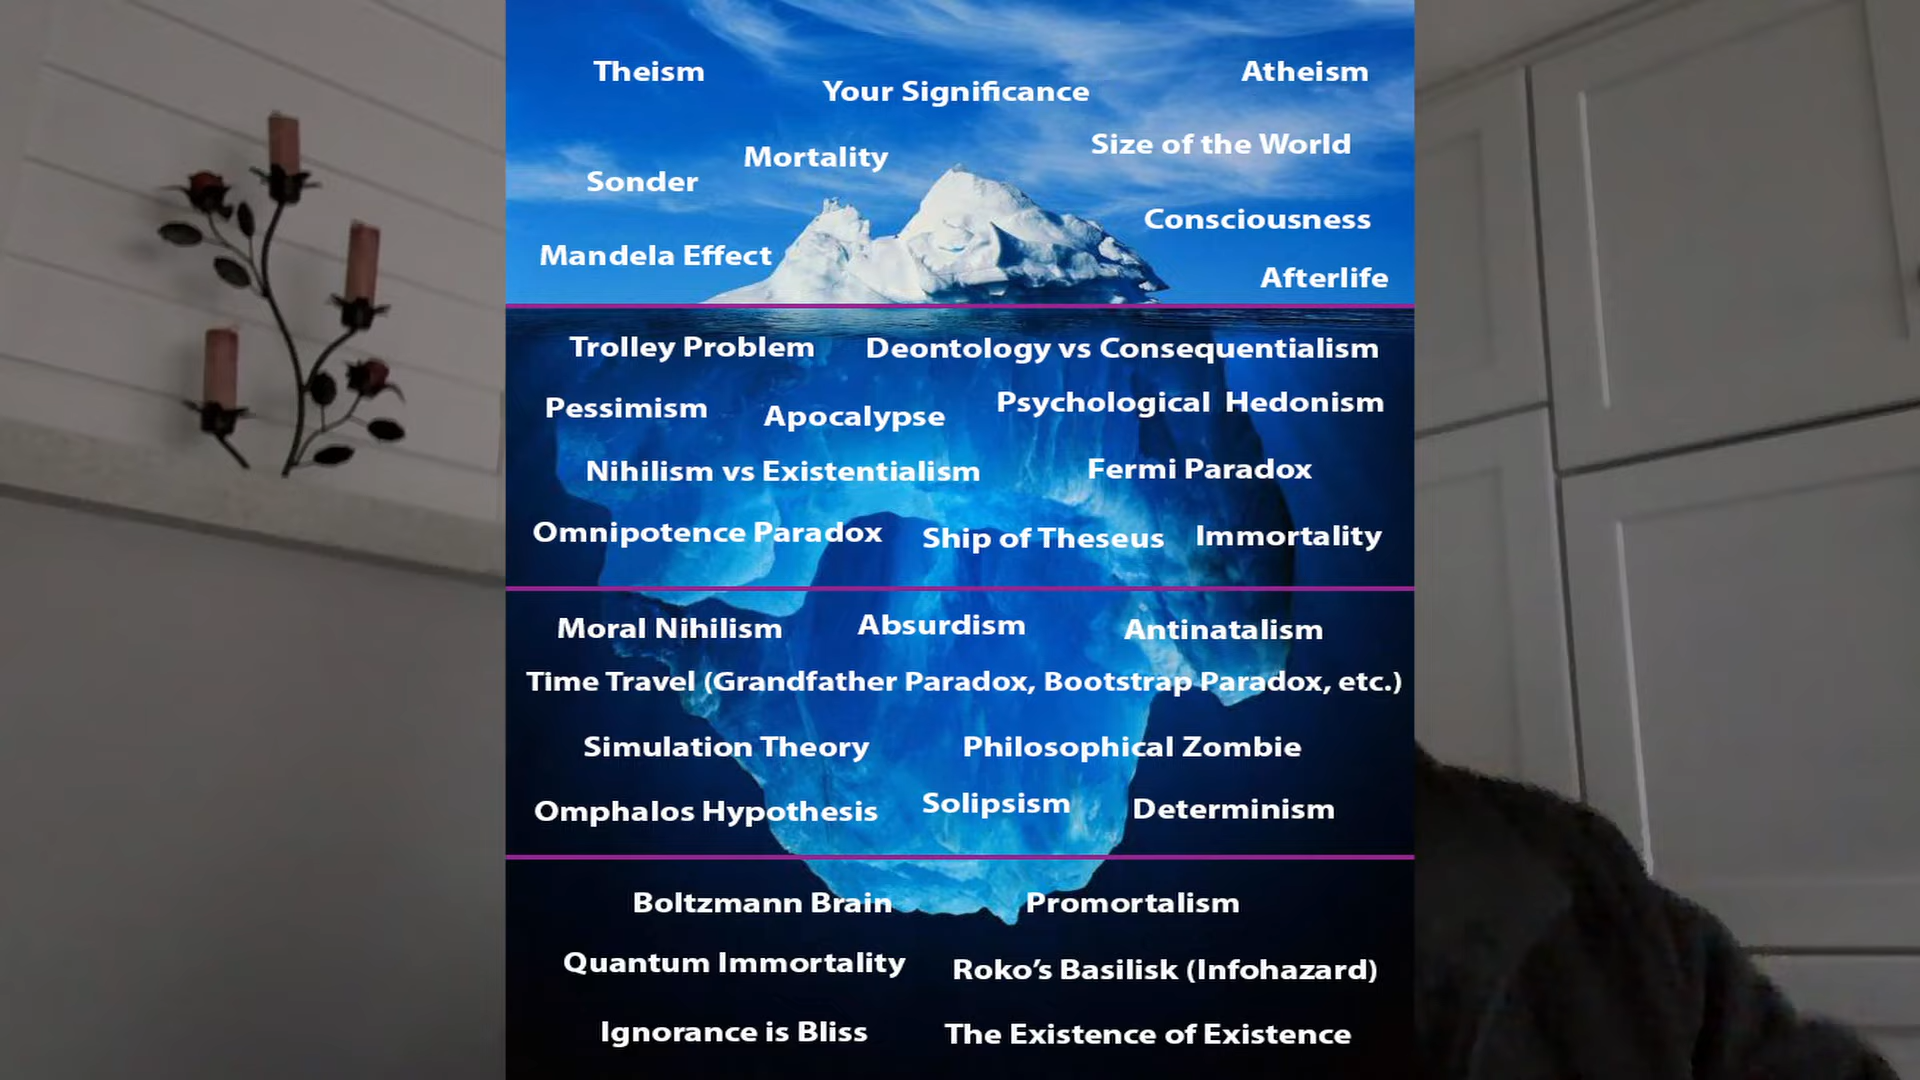 Theism
Your Significance
Atheism
Mortality
Size of the World
Sonder
Consciousness
Mandela Effect
Afterlife
Trolley Problem
Deontology vs Consequentialism
Pessimism
Apocalypse
Psychological Hedonism
Nihilism vs Existentialism
Fermi Paradox
Omnipotence Paradox
Ship of Theseus
Immortality
Moral Nihilism
Absurdism
Antinatalism
Time Travel (Grandfather Paradox, Bootstrap Paradox, etc.)
Simulation Theory
Philosophical Zombie
Omphalos Hypothesis
Solipsism
Determinism
Boltzmann Brain
Promortalism
Quantum Immortality
Roko’s Basilisk (Infohazard)
Ignorance is Bliss
The Existence of Existence